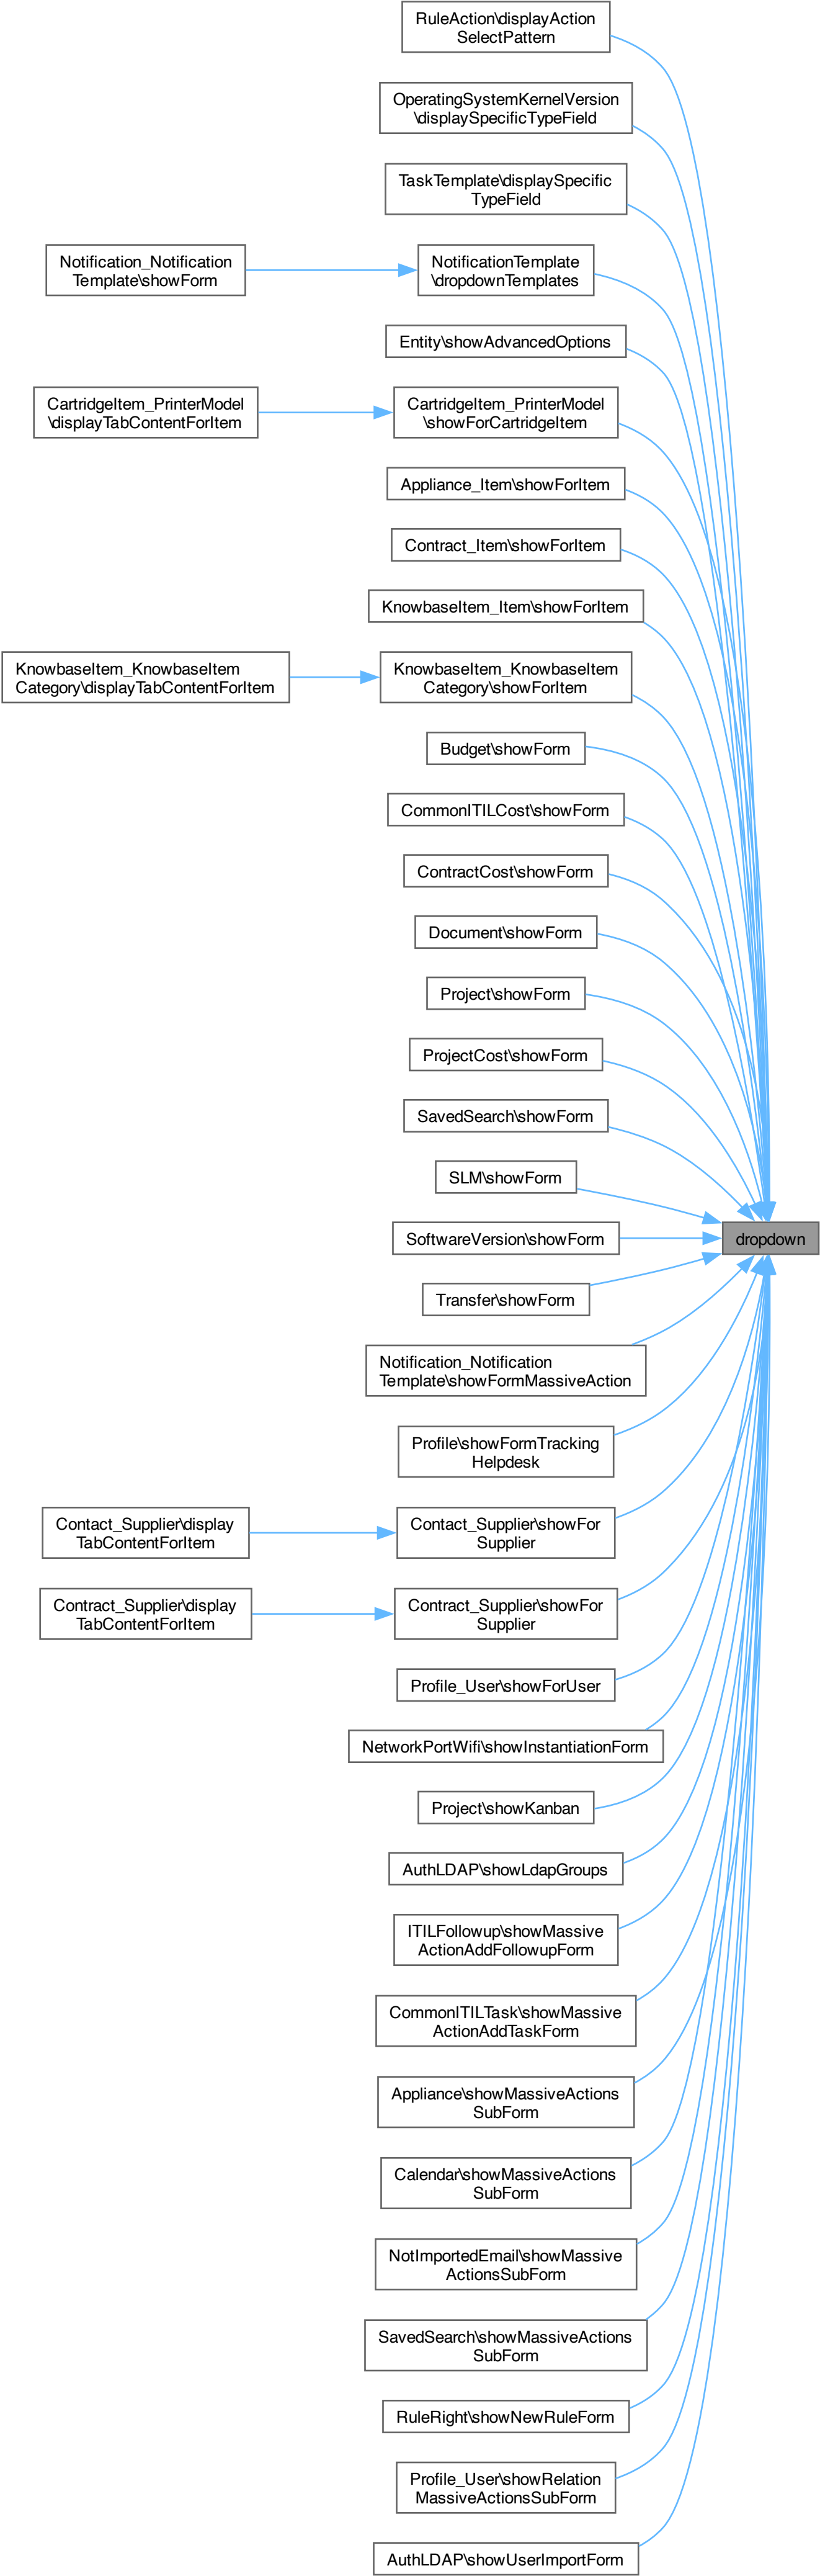 RuleAction\displayAction
SelectPattern
OperatingSystemKernelVersion
\displaySpecificTypeField
TaskTemplate\displaySpecific
TypeField
Notification_Notification
Template\showForm
NotificationTemplate
\dropdownTemplates
Entity\showAdvancedOptions
CartridgeItem_PrinterModel
\displayTabContentForItem
CartridgeItem_PrinterModel
\showForCartridgeItem
Appliance_Item\showForItem
Contract_Item\showForItem
KnowbaseItem_Item\showForItem
KnowbaseItem_KnowbaseItem
Category\displayTabContentForItem
KnowbaseItem_KnowbaseItem
Category\showForItem
Budget\showForm
CommonITILCost\showForm
ContractCost\showForm
Document\showForm
Project\showForm
ProjectCost\showForm
SavedSearch\showForm
SLM\showForm
dropdown
SoftwareVersion\showForm
Transfer\showForm
Notification_Notification
Template\showFormMassiveAction
Profile\showFormTracking
Helpdesk
Contact_Supplier\display
TabContentForItem
Contact_Supplier\showFor
Supplier
Contract_Supplier\display
TabContentForItem
Contract_Supplier\showFor
Supplier
Profile_User\showForUser
NetworkPortWifi\showInstantiationForm
Project\showKanban
AuthLDAP\showLdapGroups
ITILFollowup\showMassive
ActionAddFollowupForm
CommonITILTask\showMassive
ActionAddTaskForm
Appliance\showMassiveActions
SubForm
Calendar\showMassiveActions
SubForm
NotImportedEmail\showMassive
ActionsSubForm
SavedSearch\showMassiveActions
SubForm
RuleRight\showNewRuleForm
Profile_User\showRelation
MassiveActionsSubForm
AuthLDAP\showUserImportForm